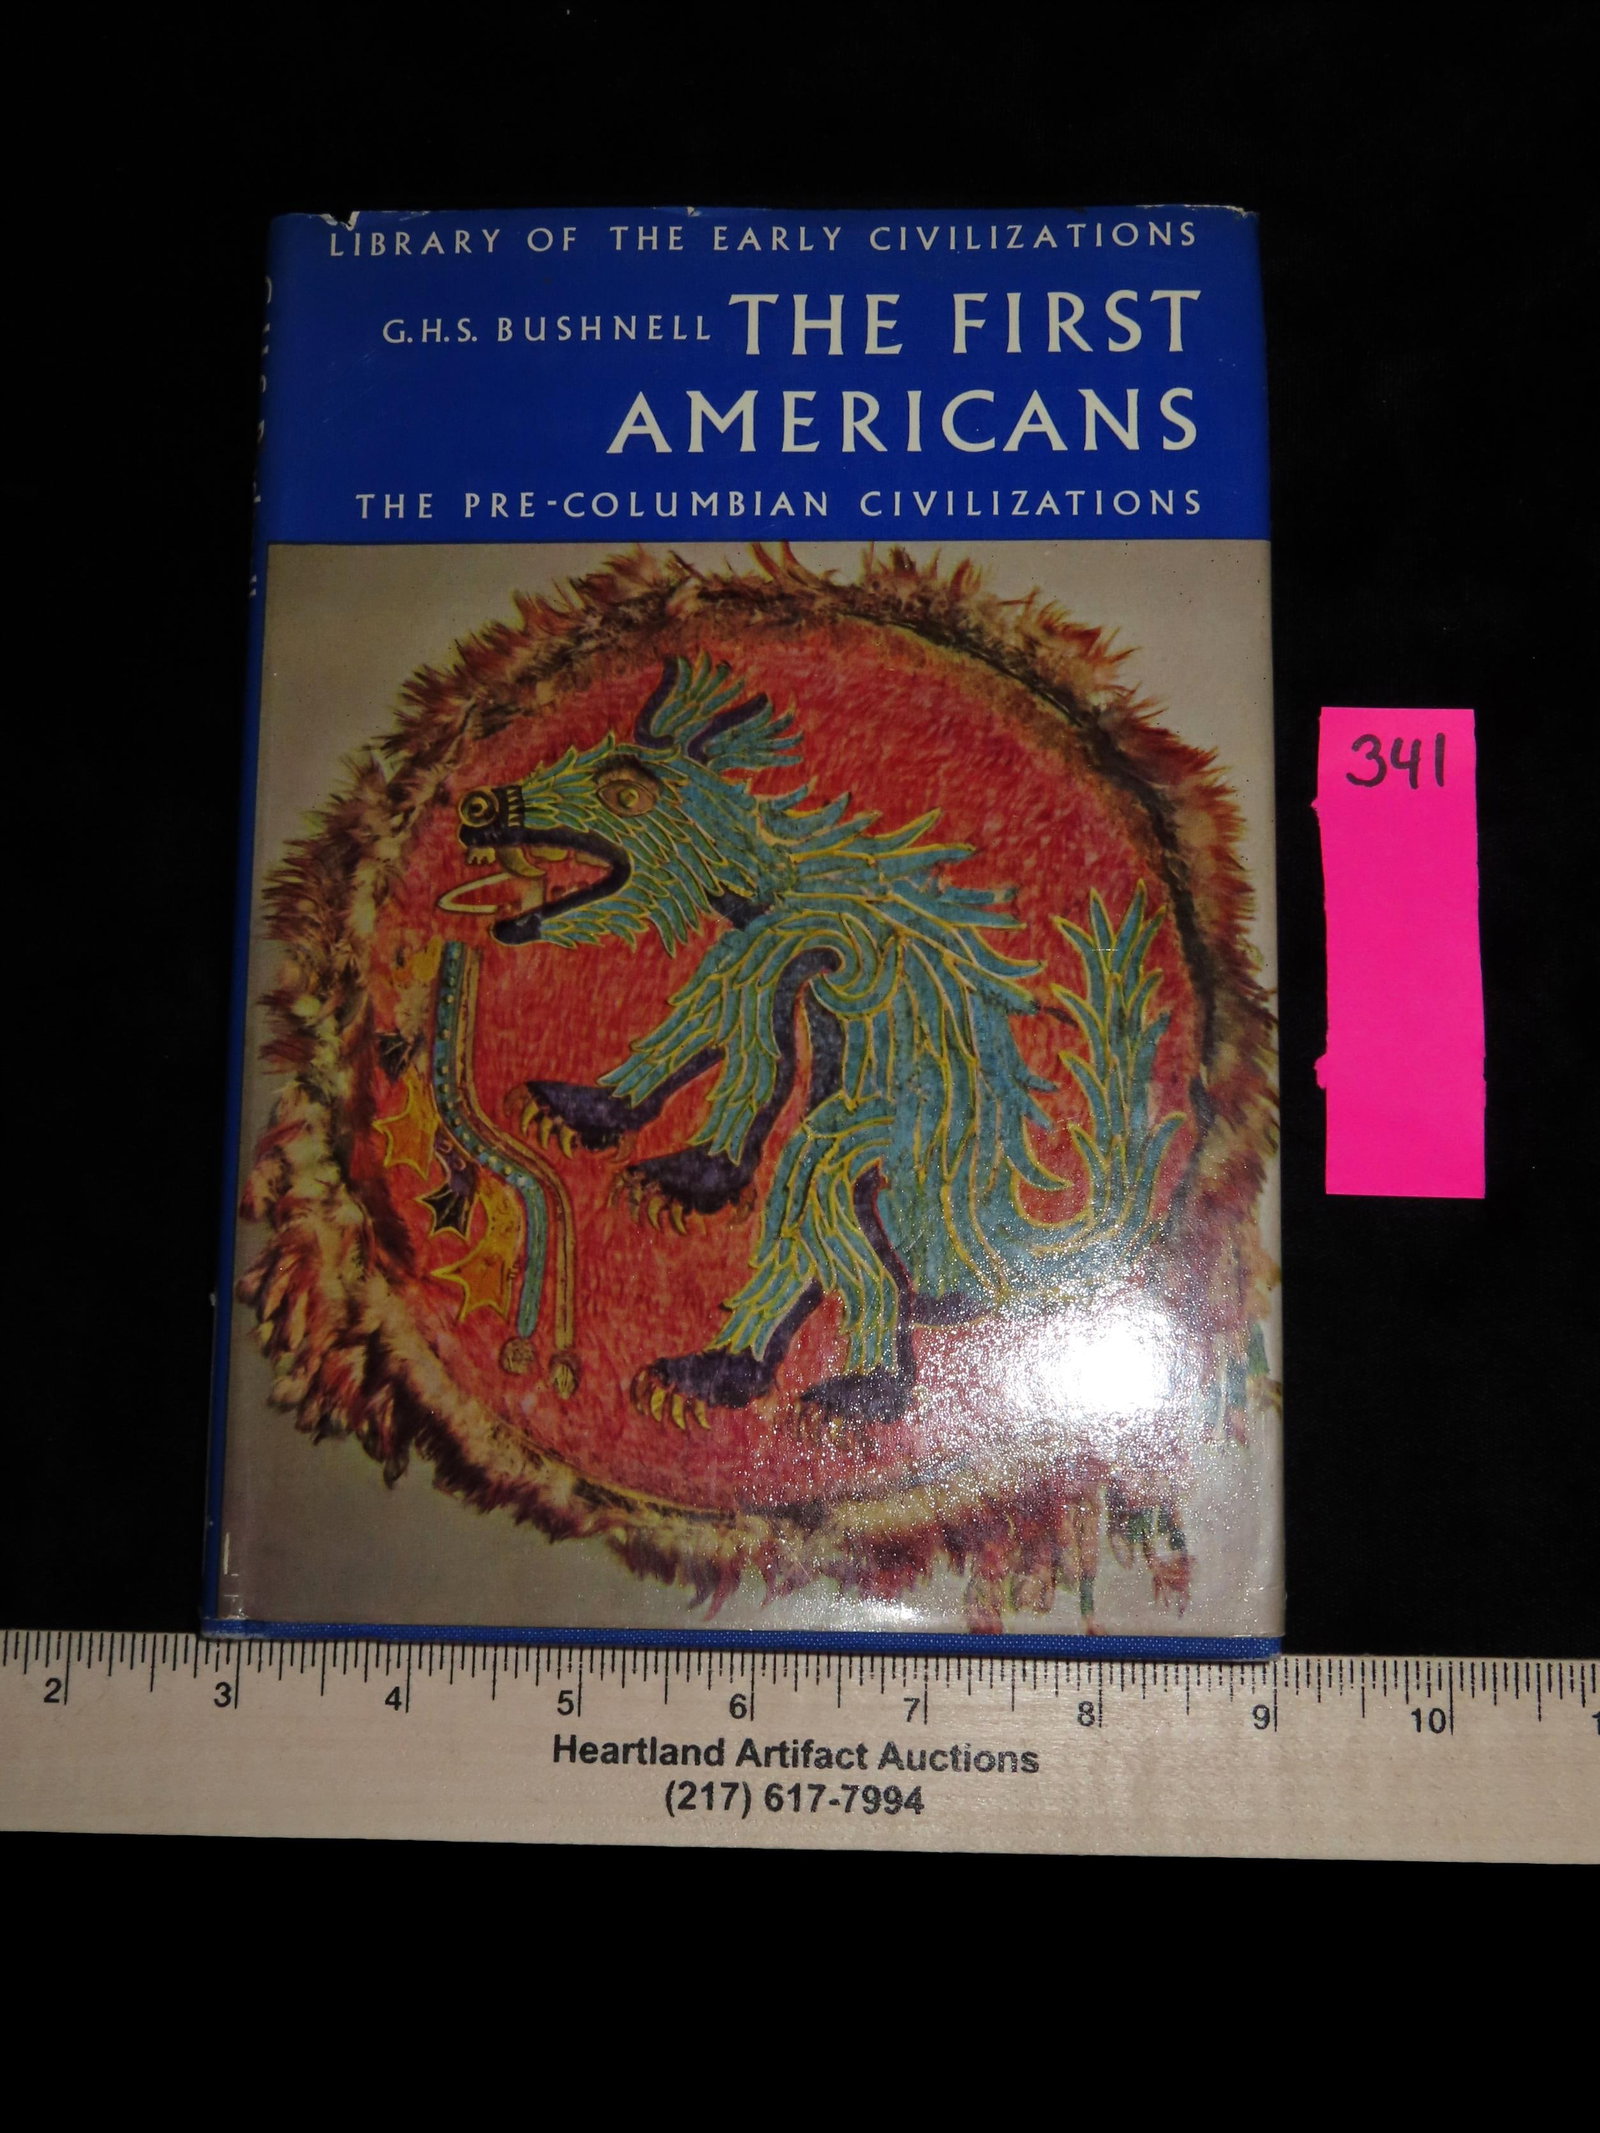 LIBRARY OF THE EARLY CIVILIZATIONS
G.H.S. BUSHNELL THE FIRST
AMERICANS
THE PRE-COLUMBIAN CIVILIZATIONS
341
2 3 4 5 6 7 8 9 10
Heartland Artifact Auctions
(217) 617-7994